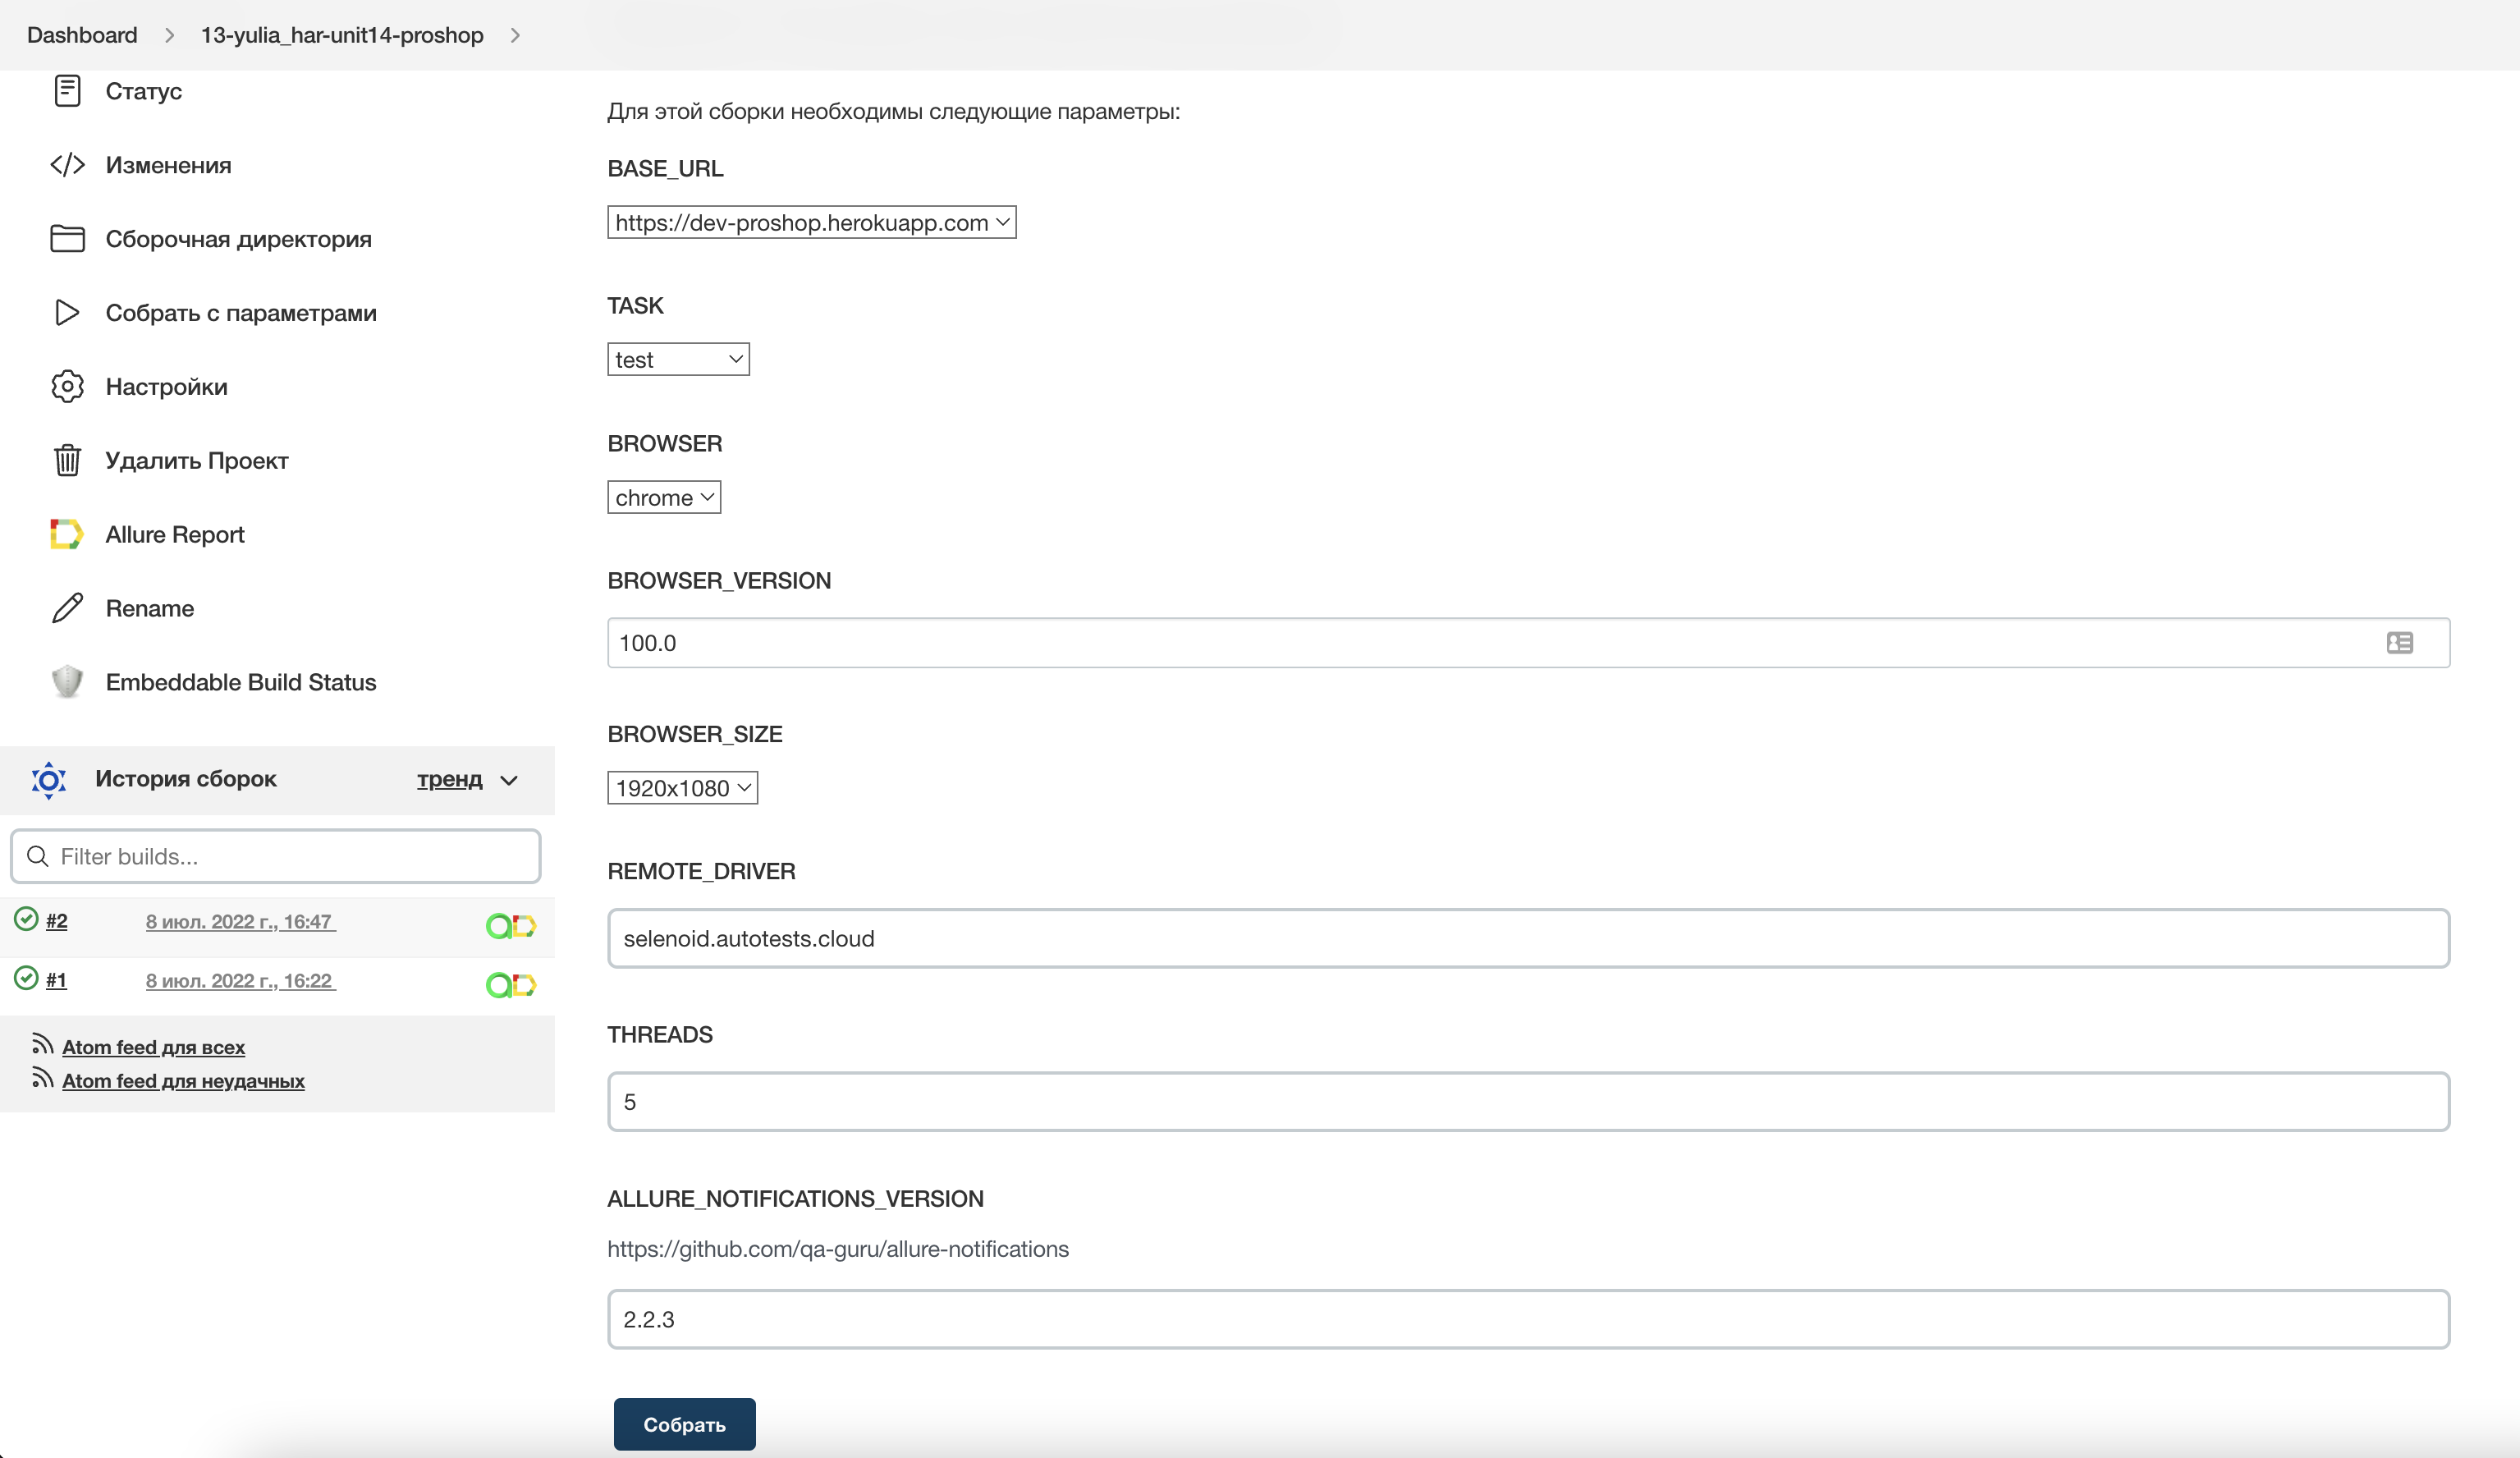 Dashboard
13-yulia_har-unit14-proshop
Статус
Изменения
Сборочная директория
Собрать с параметрами
Настройки
Удалить Проект
Allure Report
Rename
Embeddable Build Status
История сборок
тренд
Filter builds...
#2 8 июл. 2022 г., 16:47
#1 8 июл. 2022 г., 16:22
Atom feed для всех
Atom feed для неудачных
Для этой сборки необходимы следующие параметры:
BASE_URL
https://dev-proshop.herokuapp.com
TASK
test
BROWSER
chrome
BROWSER_VERSION
100.0
BROWSER_SIZE
1920x1080
REMOTE_DRIVER
selenoid.autotests.cloud
THREADS
5
ALLURE_NOTIFICATIONS_VERSION
https://github.com/qa-guru/allure-notifications
2.2.3
Собрать